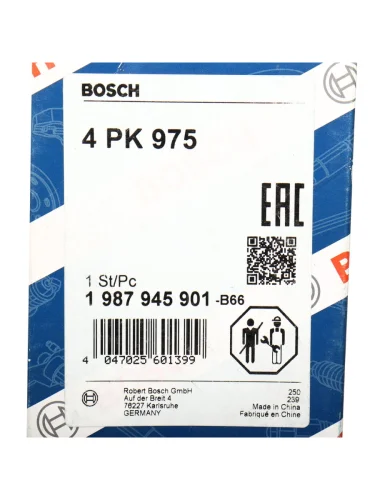 BOSCH
4 PK 975
EAC
1 St/Pc
1 987 945 901 -B66
4 047025 601399
Robert Bosch GmbH
Auf der Breit 4
76227 Karlsruhe
GERMANY
250
239
Made in China
Fabriqué en Chine